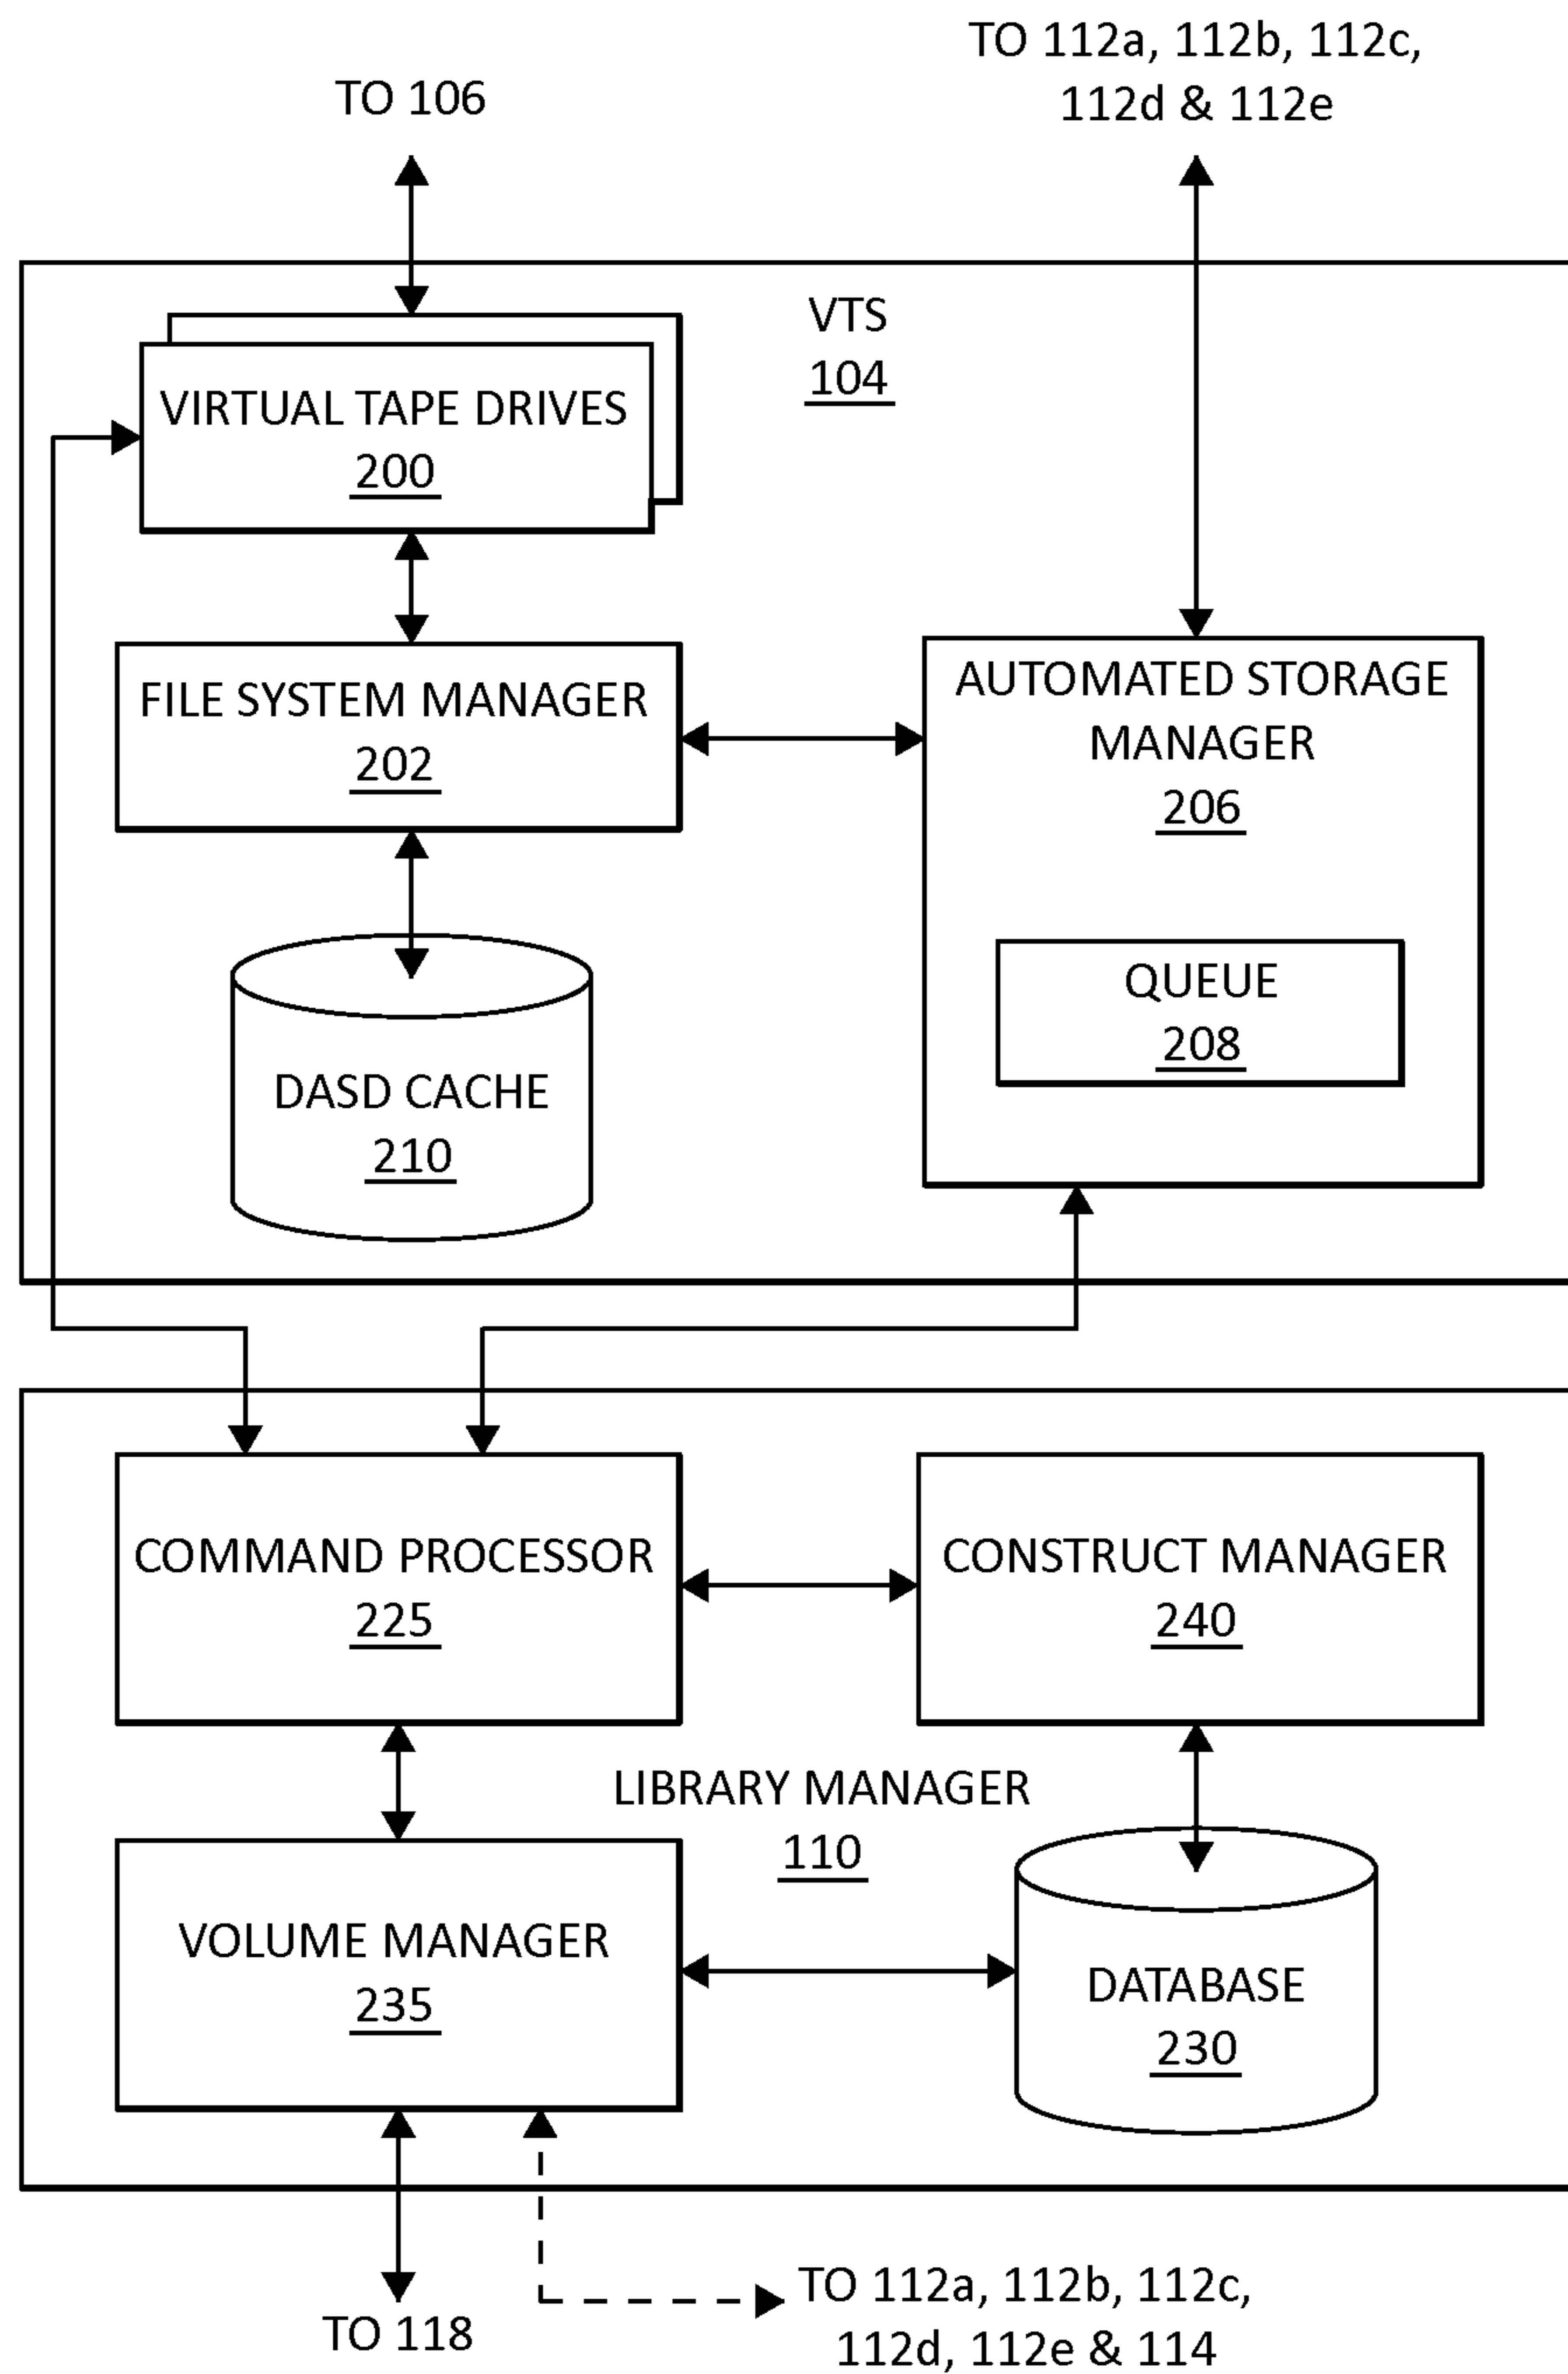 TO 106
TO 112a, 112b, 112c,
112d & 112e
VTS
104
VIRTUAL TAPE DRIVES
200
FILE SYSTEM MANAGER
202
AUTOMATED STORAGE
MANAGER
206
QUEUE
208
DASD CACHE
210
COMMAND PROCESSOR
225
CONSTRUCT MANAGER
240
LIBRARY MANAGER
110
VOLUME MANAGER
235
DATABASE
230
TO 118
TO 112a, 112b, 112c,
112d, 112e & 114